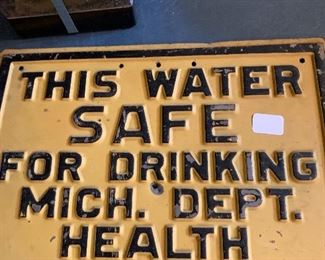 THIS WATER
SAFE
FOR DRINKING
MICH. DEPT.
HEALTH